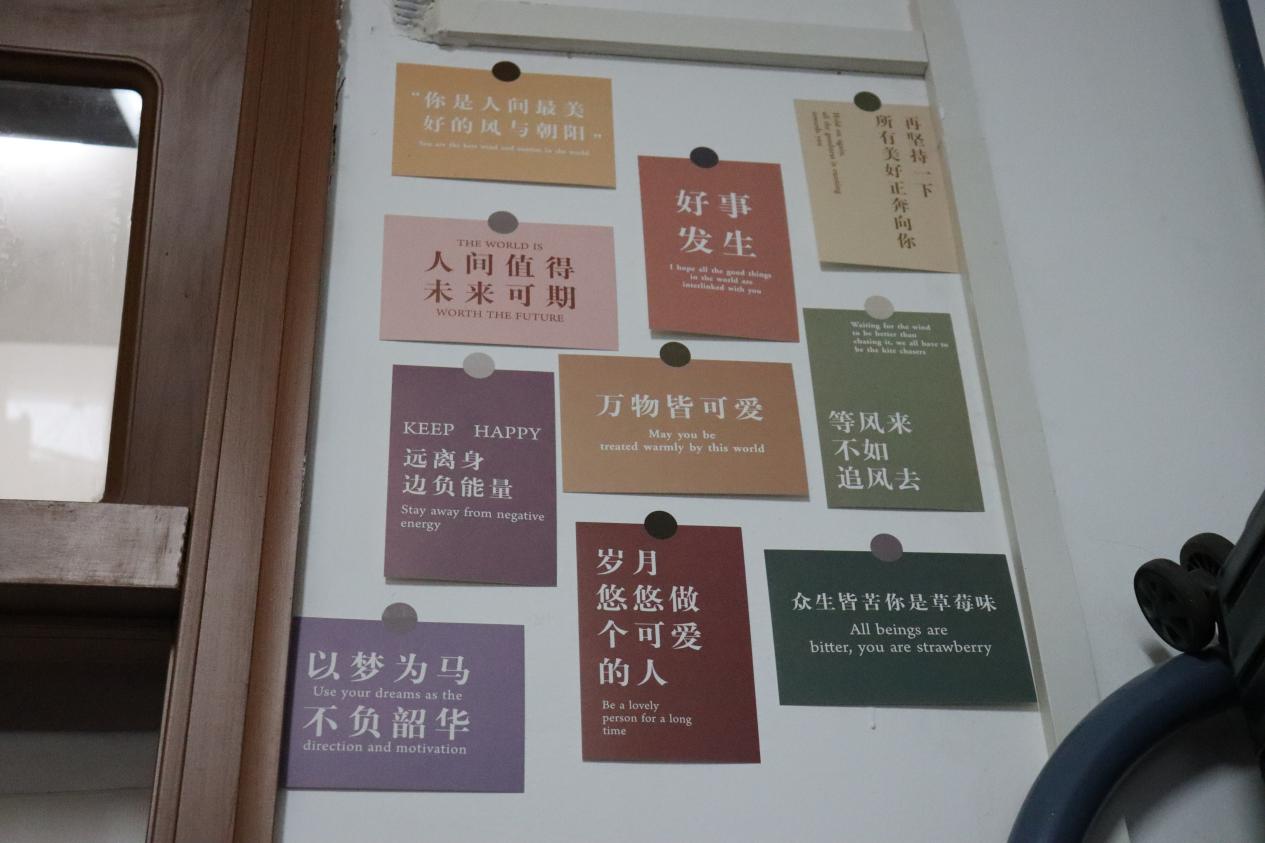 “你是人间最美
好的风与朝阳”
You are the best wind and sunrise in the world
再坚持一下
所有美好正奔向你
好事
发生
I hope all the good things
in the world are
interlinked with you
THE WORLD IS
人间值得
未来可期
WORTH THE FUTURE
Waiting for the wind
to be better than
chasing it, we all have to
be the kite chasers
等风来
不如
追风去
万物皆可爱
May you be
treated warmly by this world
KEEP HAPPY
远离身
边负能量
Stay away from negative
energy
岁月
悠悠做
个可爱
的人
Be a lovely
person for a long
time
众生皆苦你是草莓味
All beings are
bitter, you are strawberry
以梦为马
Use your dreams as the
不负韶华
direction and motivation